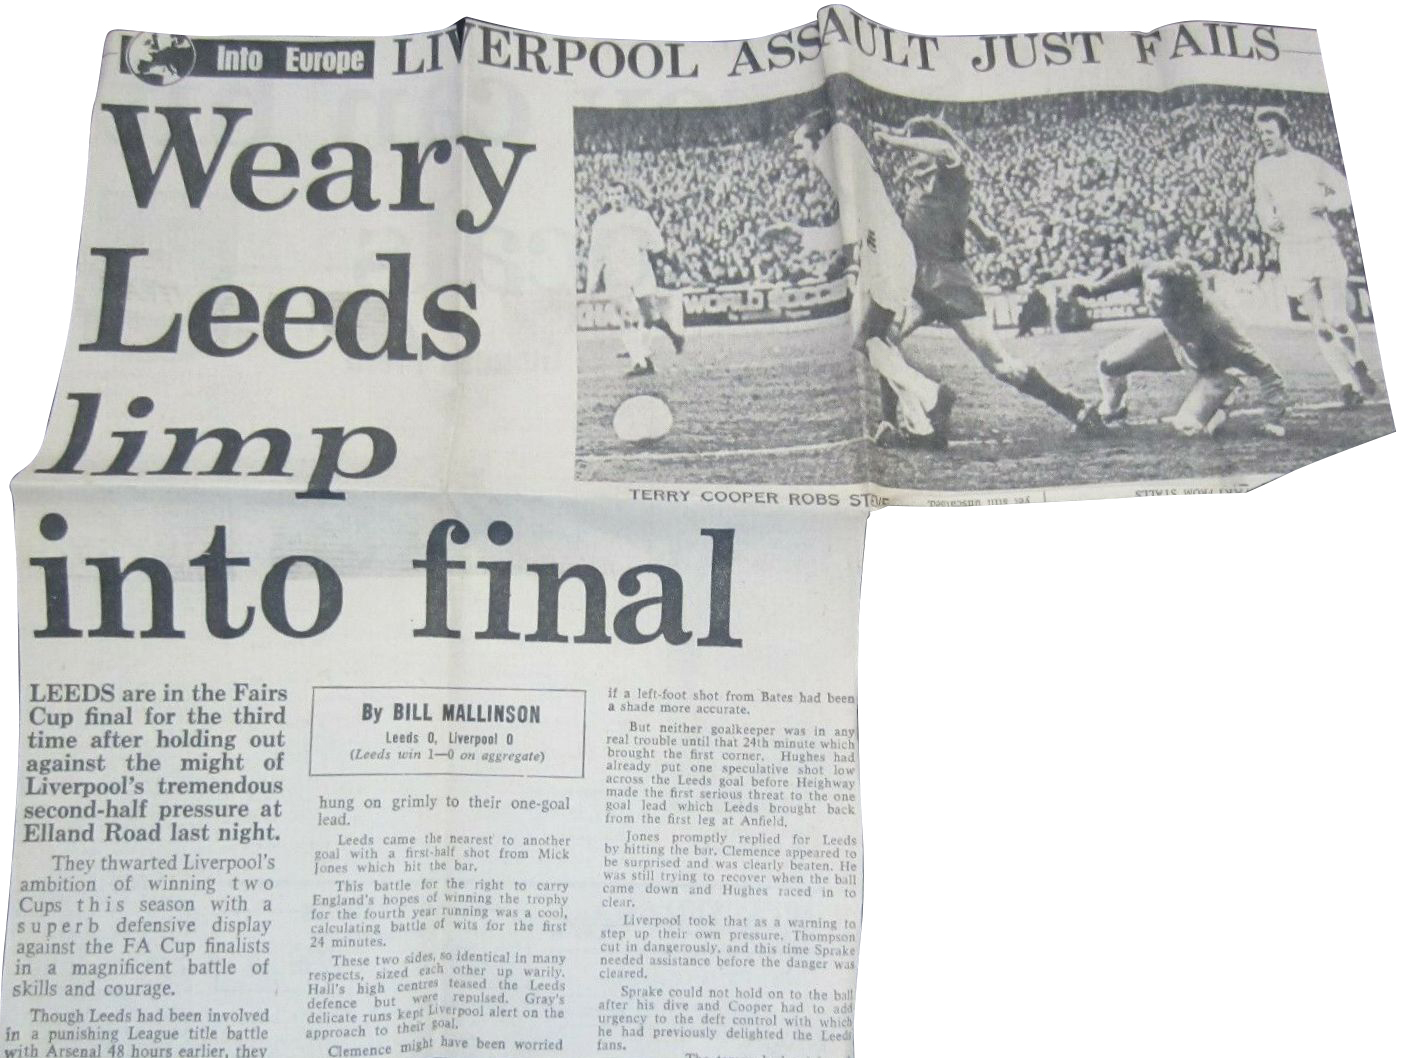 Into Europe LIVERPOOL ASSAULT JUST FAILS
Weary
Leeds
limp
into final
WORLD SOCCER
TERRY COOPER ROBS STEVE
LEEDS are in the Fairs
Cup final for the third
time after holding out
against the might of
Liverpool's tremendous
second-half pressure at
Elland Road last night.
They thwarted Liverpool's
ambition of winning two
Cups this season with a
superb defensive display
against the FA Cup finalists
in a magnificent battle of
skills and courage.
Though Leeds had been involved
in a punishing League title battle
with Arsenal 48 hours earlier, they
By BILL MALLINSON
Leeds 0, Liverpool 0
(Leeds win 1—0 on aggregate)
hung on grimly to their one-goal
lead.
Leeds came the nearest to another
goal with a first-half shot from Mick
Jones which hit the bar.
This battle for the right to carry
England's hopes of winning the trophy
for the fourth year running was a cool,
calculating battle of wits for the first
24 minutes.
These two sides, so identical in many
respects, sized each other up warily.
Hall's high centres teased the Leeds
defence but were repulsed. Gray's
delicate runs kept Liverpool alert on the
approach to their goal.
Clemence might have been worried
if a left-foot shot from Bates had been
a shade more accurate.
But neither goalkeeper was in any
real trouble until that 24th minute which
brought the first corner. Hughes had
already put one speculative shot low
across the Leeds goal before Heighway
made the first serious threat to the one
goal lead which Leeds brought back
from the first leg at Anfield.
Jones promptly replied for Leeds
by hitting the bar. Clemence appeared to
be surprised and was clearly beaten. He
was still trying to recover when the ball
came down and Hughes raced in to
clear.
Liverpool took that as a warning to
step up their own pressure. Thompson
cut in dangerously, and this time Sprake
needed assistance before the danger was
cleared.
Sprake could not hold on to the ball
after his dive and Cooper had to add
urgency to the deft control with which
he had previously delighted the Leeds
fans.